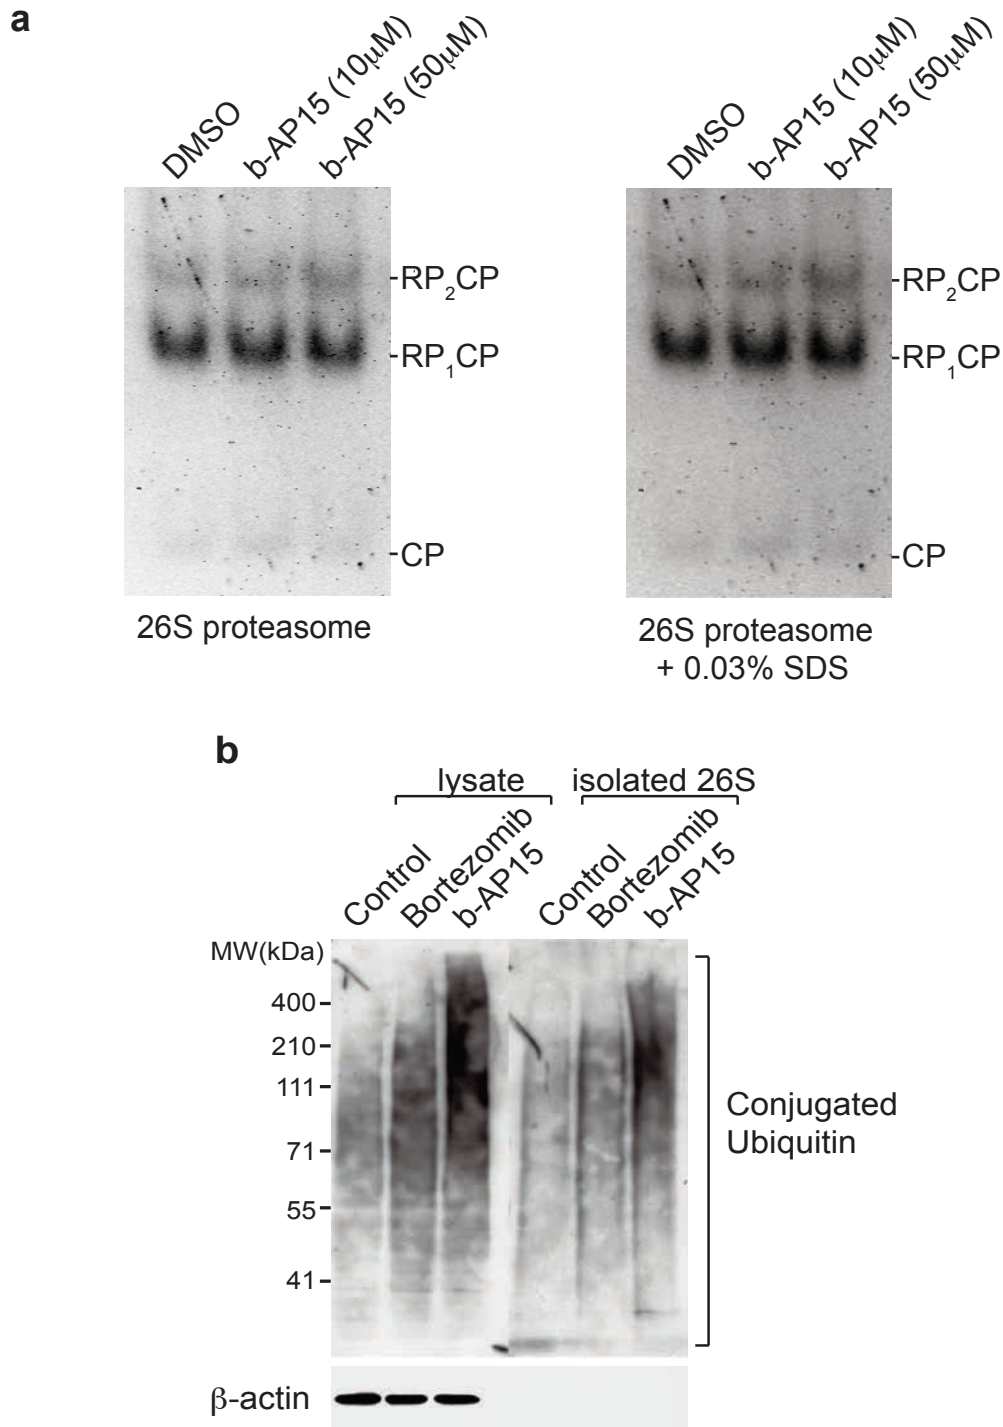 a
DMSO
b-AP15 (10μM)
b-AP15 (50μM)
DMSO
b-AP15 (10μM)
b-AP15 (50μM)
-RP2CP
-RP1CP
-CP
26S proteasome
-RP2CP
-RP1CP
-CP
26S proteasome
+ 0.03% SDS
b
lysate
isolated 26S
Control
Bortezomib
b-AP15
Control
Bortezomib
b-AP15
MW(kDa)
400
210
111
71
55
41
Conjugated
Ubiquitin
β-actin